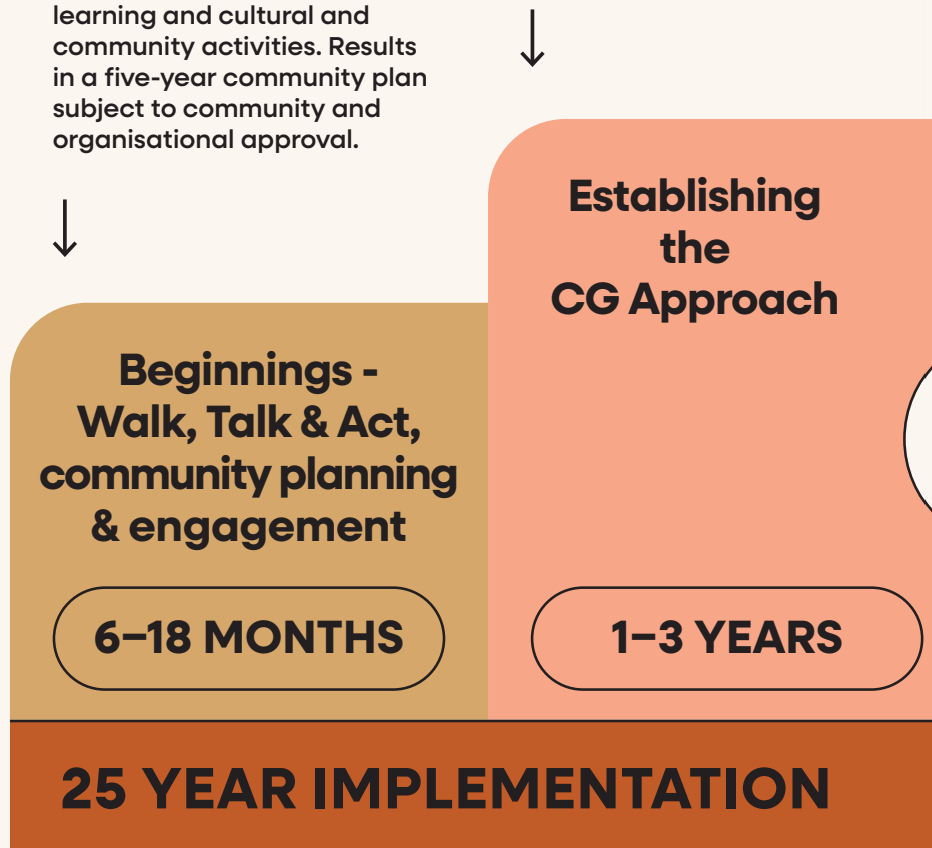 learning and cultural and
community activities. Results
in a five-year community plan
subject to community and
organisational approval.
Establishing
the
CG Approach
Beginnings -
Walk, Talk & Act,
community planning
& engagement
6–18 MONTHS
1–3 YEARS
25 YEAR IMPLEMENTATION